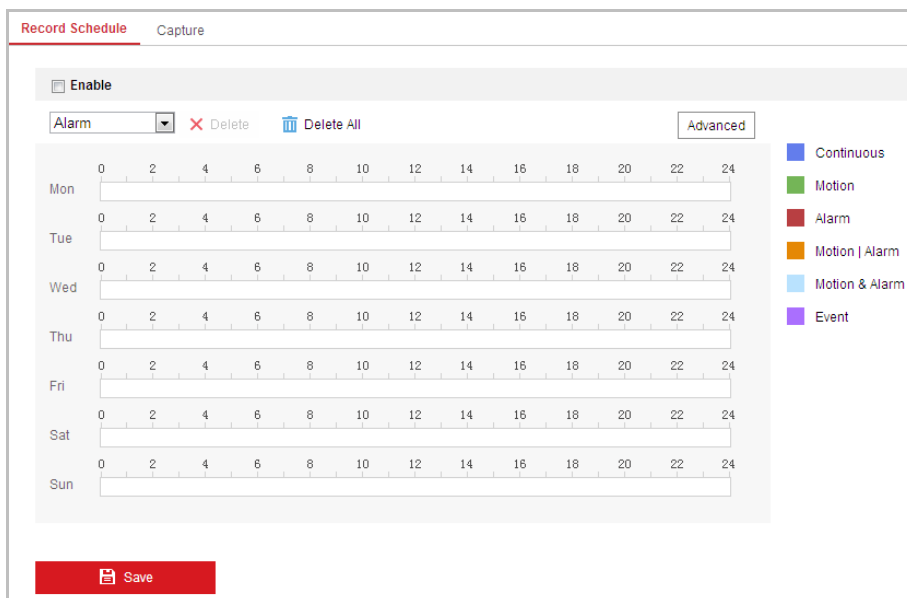 Record Schedule Capture
Enable
Alarm Delete Delete All Advanced
0 2 4 6 8 10 12 14 16 18 20 22 24
Mon
0 2 4 6 8 10 12 14 16 18 20 22 24
Tue
0 2 4 6 8 10 12 14 16 18 20 22 24
Wed
0 2 4 6 8 10 12 14 16 18 20 22 24
Thu
0 2 4 6 8 10 12 14 16 18 20 22 24
Fri
0 2 4 6 8 10 12 14 16 18 20 22 24
Sat
0 2 4 6 8 10 12 14 16 18 20 22 24
Sun
Continuous
Motion
Alarm
Motion | Alarm
Motion & Alarm
Event
Save